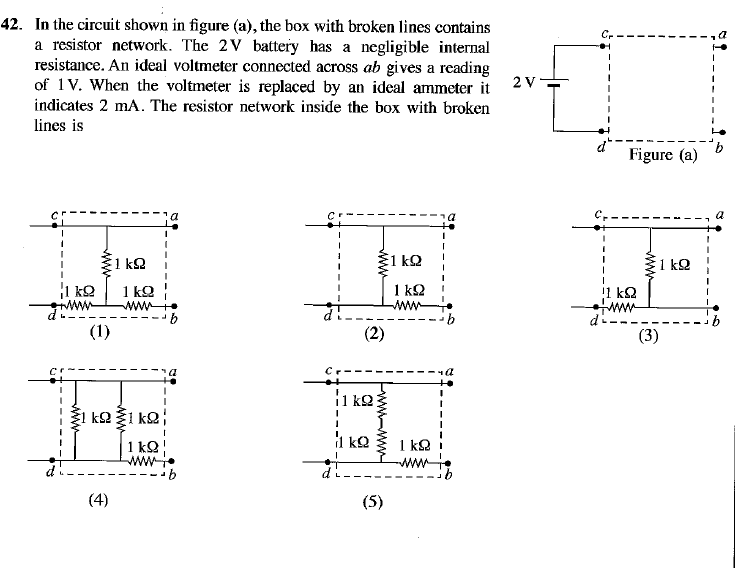 42. In the circuit shown in figure (a), the box with broken lines contains
a resistor network. The 2 V battery has a negligible internal
resistance. An ideal voltmeter connected across ab gives a reading
of 1 V. When the voltmeter is replaced by an ideal ammeter it
indicates 2 mA. The resistor network inside the box with broken
lines is
c a
2 V
d b
Figure (a)
c a
1 kΩ
1 kΩ 1 kΩ
d b
(1)
c a
1 kΩ
1 kΩ
d b
(2)
c a
1 kΩ
1 kΩ
d b
(3)
c a
1 kΩ 1 kΩ
1 kΩ
d b
(4)
c a
1 kΩ
1 kΩ 1 kΩ
d b
(5)